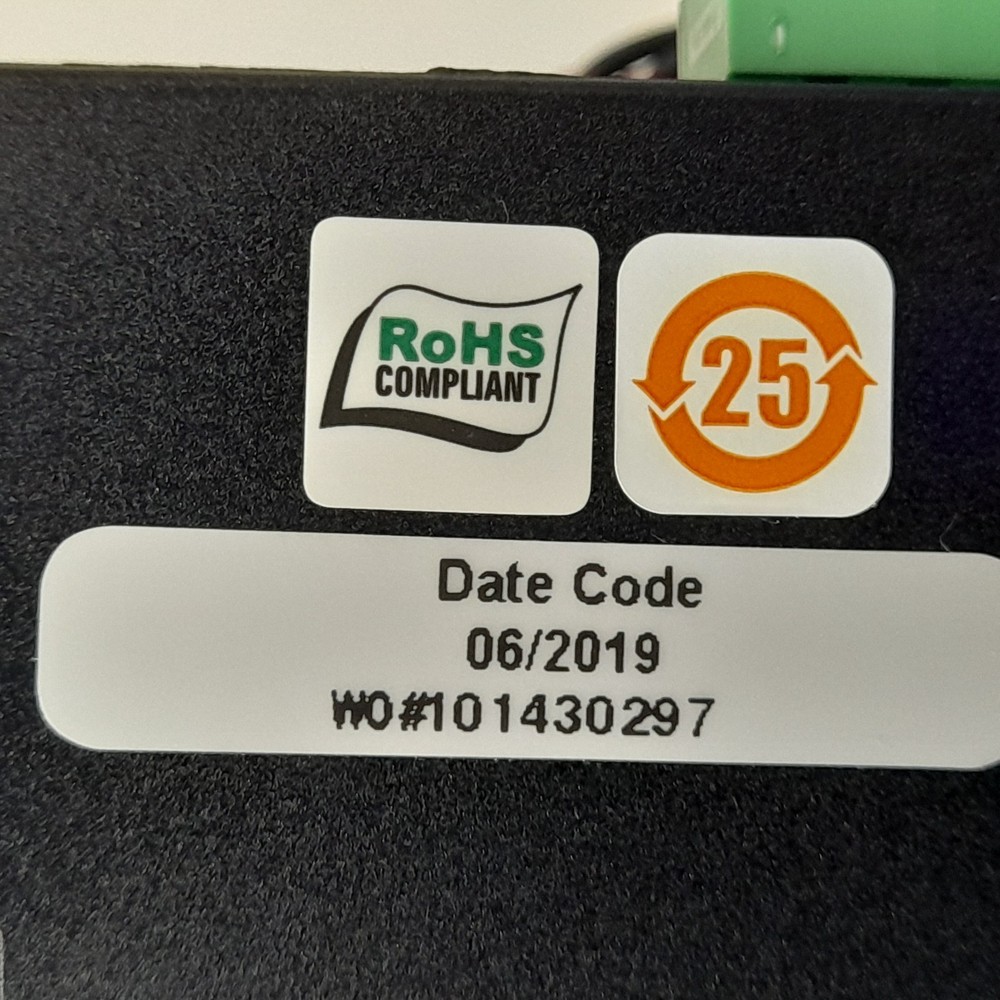 RoHS
COMPLIANT
25
Date Code
06/2019
WO#101430297